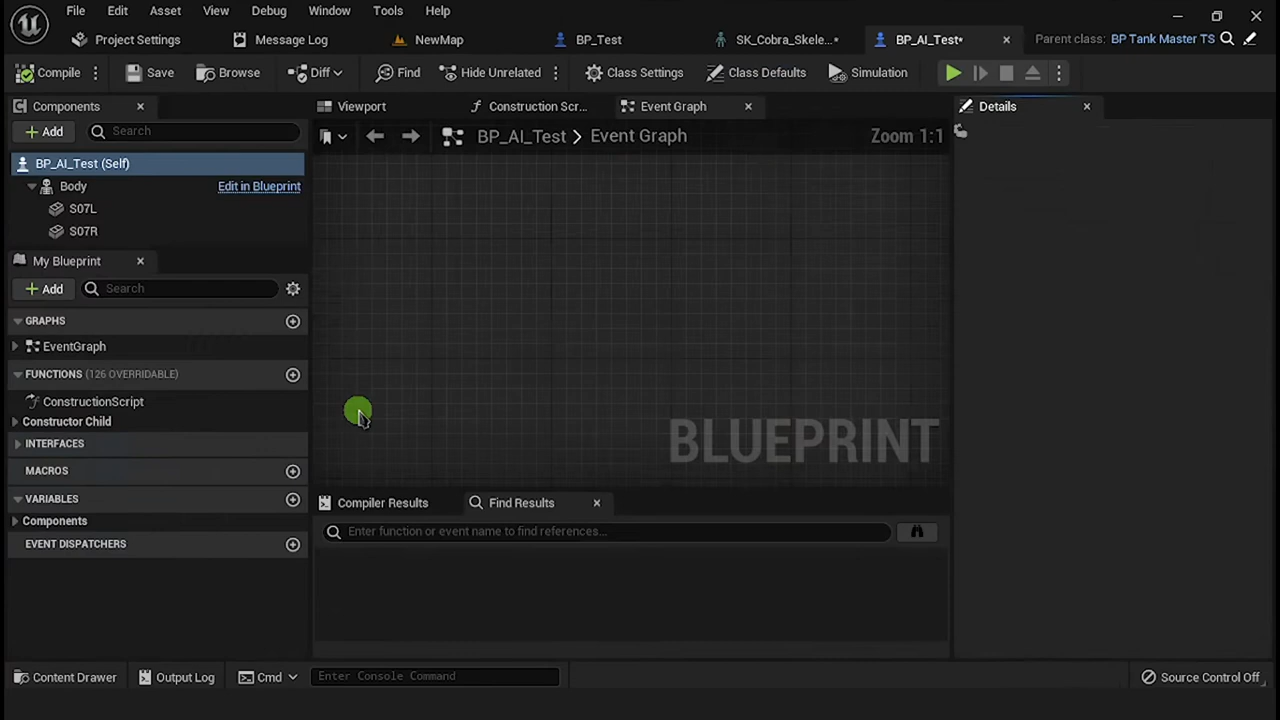 File Edit Asset View Debug Window Tools Help
Project Settings Message Log NewMap BP_Test SK_Cobra_Skele...* BP_AI_Test* Parent class: BP Tank Master TS
Compile Save Browse Diff Find Hide Unrelated Class Settings Class Defaults Simulation
Components Viewport Construction Scr... Event Graph Details
+ Add Search BP_AI_Test > Event Graph Zoom 1:1
BP_AI_Test (Self)
Body Edit in Blueprint
S07L
S07R
My Blueprint
+ Add Search
GRAPHS
EventGraph
FUNCTIONS (126 OVERRIDABLE)
ConstructionScript
Constructor Child
INTERFACES
BLUEPRINT
MACROS
VARIABLES
Compiler Results Find Results
Components
Enter function or event name to find references...
EVENT DISPATCHERS
Content Drawer Output Log Cmd Enter Console Command Source Control Off